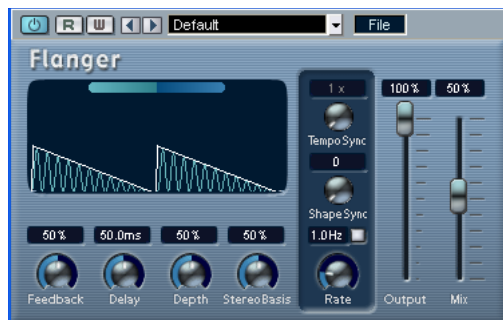 R W Default File
Flanger
1 x 100% 50%
Tempo Sync
0
Shape Sync
50% 50.0ms 50% 50% 1.0Hz
Feedback Delay Depth Stereo Basis Rate Output Mix